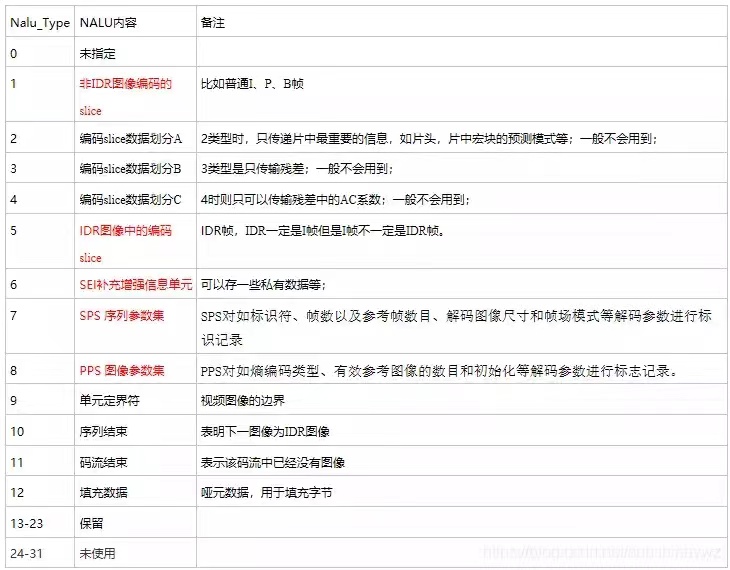 Nalu_Type NALU内容 备注
0 未指定
1 非IDR图像编码的 比如普通I、P、B帧
slice
2 编码slice数据划分A 2类型时，只传递片中最重要的信息，如片头，片中宏块的预测模式等；一般不会用到；
3 编码slice数据划分B 3类型是只传输残差；一般不会用到；
4 编码slice数据划分C 4时则只可以传输残差中的AC系数；一般不会用到；
5 IDR图像中的编码 IDR帧，IDR一定是I帧但是I帧不一定是IDR帧。
slice
6 SEI补充增强信息单元 可以存一些私有数据等；
7 SPS 序列参数集 SPS对如标识符、帧数以及参考帧数目、解码图像尺寸和帧场模式等解码参数进行标
识记录
8 PPS 图像参数集 PPS对如熵编码类型、有效参考图像的数目和初始化等解码参数进行标志记录。
9 单元定界符 视频图像的边界
10 序列结束 表明下一图像为IDR图像
11 码流结束 表示该码流中已经没有图像
12 填充数据 哑元数据，用于填充字节
13-23 保留
24-31 未使用